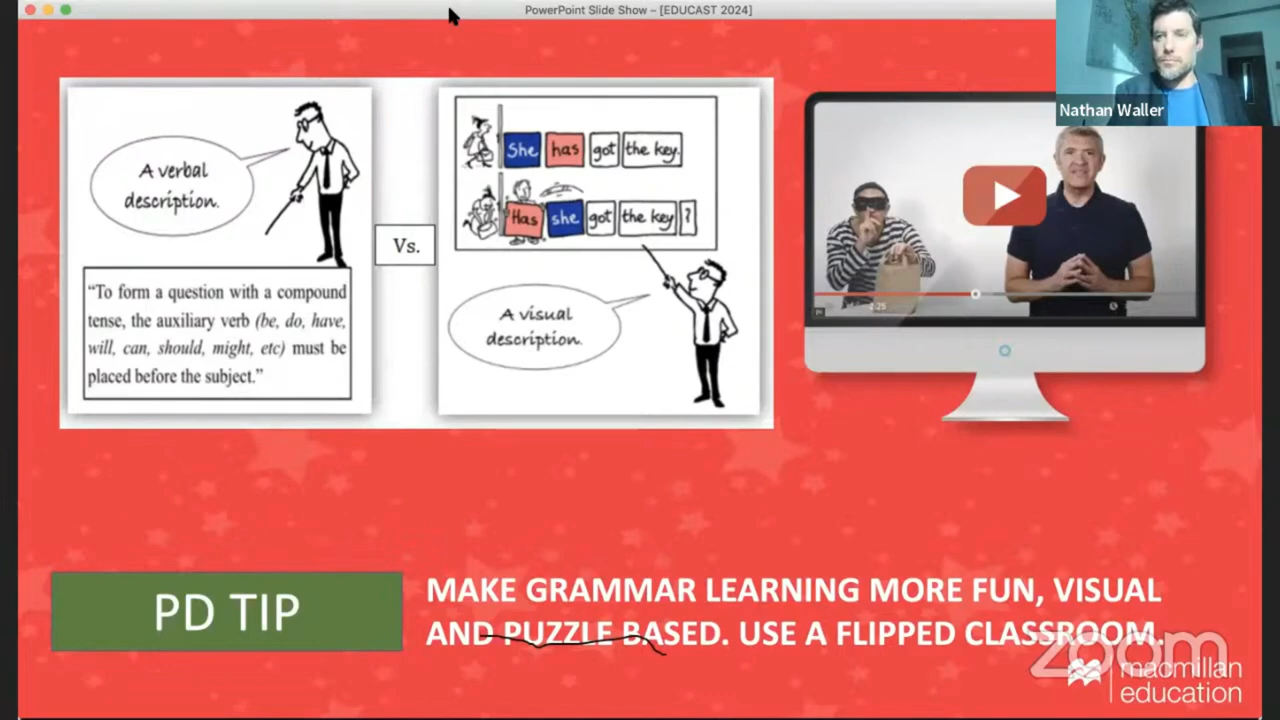 PowerPoint Slide Show – [EDUCAST 2024]
Nathan Waller
A verbal
description.
“To form a question with a compound
tense, the auxiliary verb (be, do, have,
will, can, should, might, etc) must be
placed before the subject.”
Vs.
She has got the key.
Has she got the key ?
A visual
description.
2:25
PD TIP
MAKE GRAMMAR LEARNING MORE FUN, VISUAL
AND PUZZLE BASED. USE A FLIPPED CLASSROOM.
zoom
macmillan
education